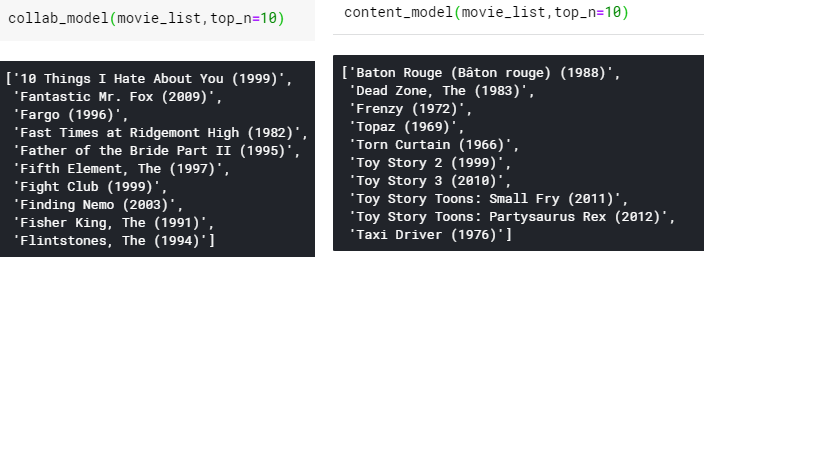 collab_model(movie_list,top_n=10)
['10 Things I Hate About You (1999)',
'Fantastic Mr. Fox (2009)',
'Fargo (1996)',
'Fast Times at Ridgemont High (1982)',
'Father of the Bride Part II (1995)',
'Fifth Element, The (1997)',
'Fight Club (1999)',
'Finding Nemo (2003)',
'Fisher King, The (1991)',
'Flintstones, The (1994)']
content_model(movie_list,top_n=10)
['Baton Rouge (Bâton rouge) (1988)',
'Dead Zone, The (1983)',
'Frenzy (1972)',
'Topaz (1969)',
'Torn Curtain (1966)',
'Toy Story 2 (1999)',
'Toy Story 3 (2010)',
'Toy Story Toons: Small Fry (2011)',
'Toy Story Toons: Partysaurus Rex (2012)',
'Taxi Driver (1976)']